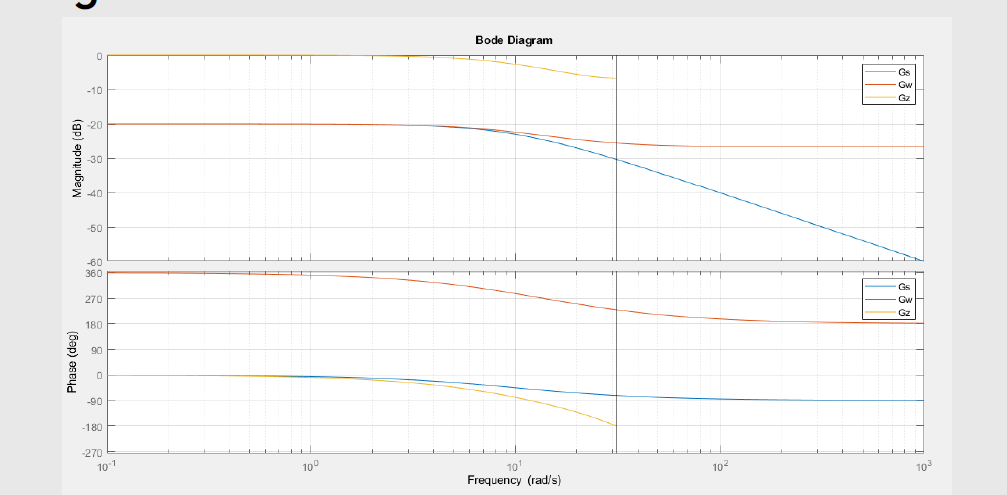 Bode Diagram
Magnitude (dB)
0
-10
-20
-30
-40
-50
-60
Gs
Gw
Gz
Phase (deg)
360
270
180
90
0
-90
-180
-270
Gs
Gw
Gz
10^-1
10^0
10^1
10^2
10^3
Frequency (rad/s)